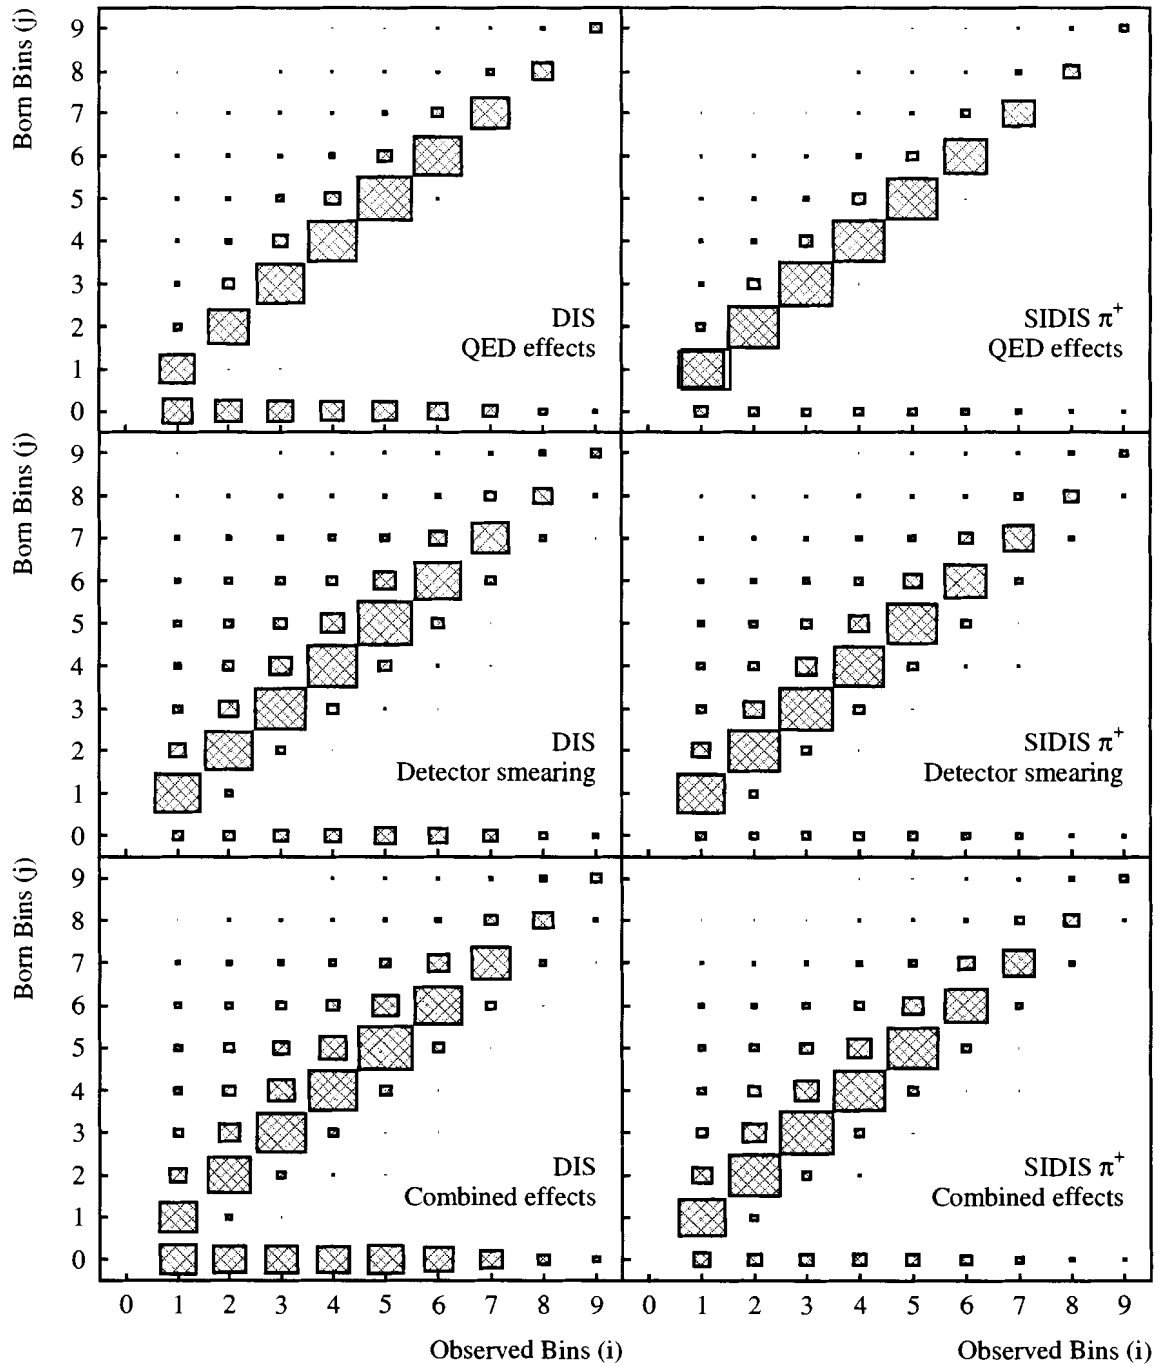 Born Bins (j)
9
8
7
6
5
4
3
2
1
0
DIS
QED effects
SIDIS π⁺
QED effects
Born Bins (j)
9
8
7
6
5
4
3
2
1
0
DIS
Detector smearing
SIDIS π⁺
Detector smearing
Born Bins (j)
9
8
7
6
5
4
3
2
1
0
DIS
Combined effects
SIDIS π⁺
Combined effects
0 1 2 3 4 5 6 7 8 9
0 1 2 3 4 5 6 7 8 9
Observed Bins (i)
Observed Bins (i)